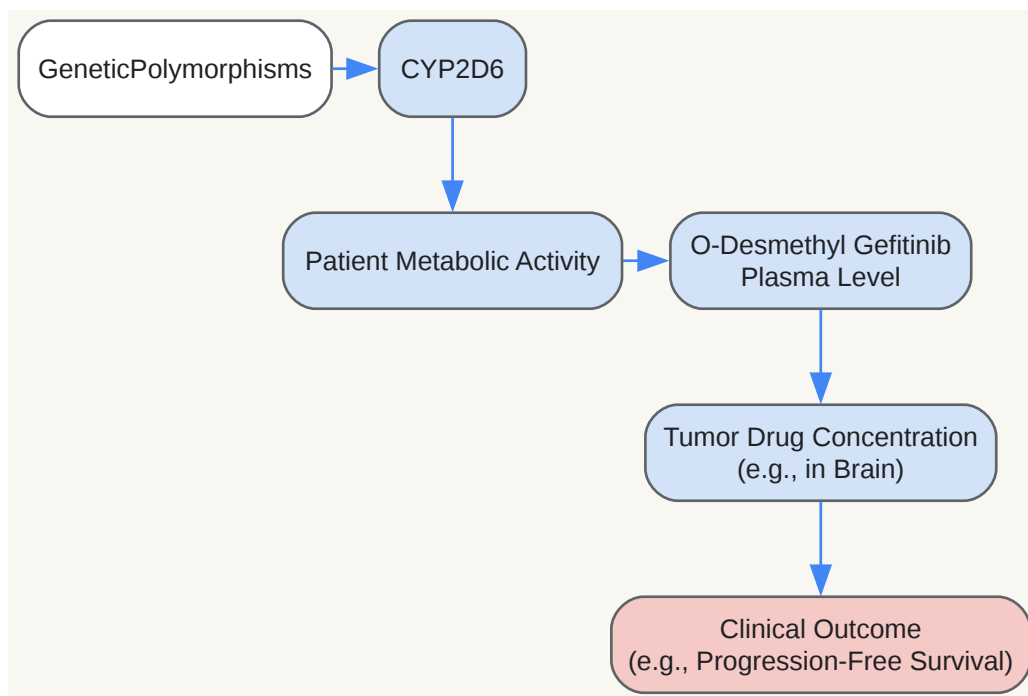 GeneticPolymorphisms
CYP2D6
Patient Metabolic Activity
O-Desmethyl Gefitinib
Plasma Level
Tumor Drug Concentration
(e.g., in Brain)
Clinical Outcome
(e.g., Progression-Free Survival)